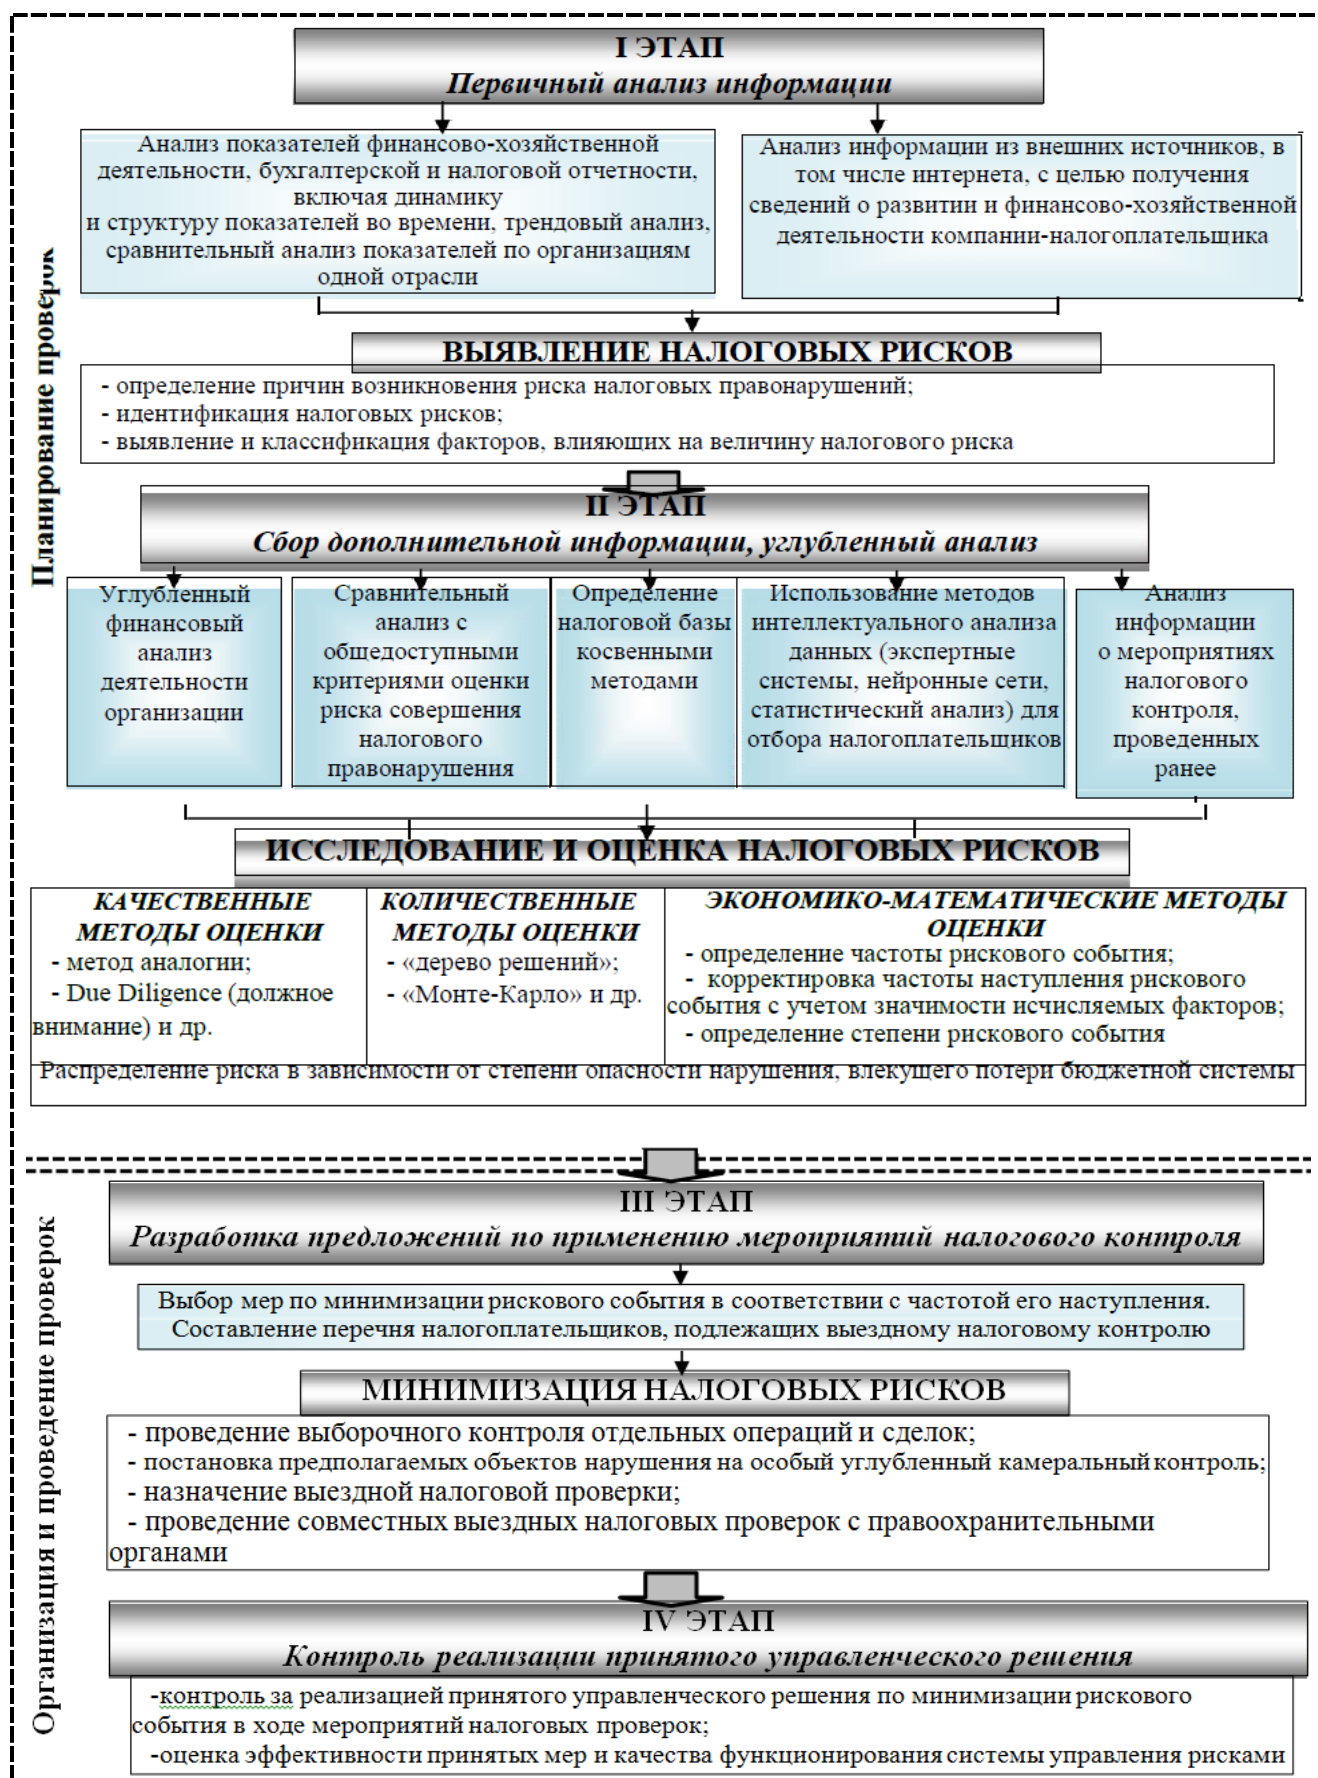 I ЭТАП
Первичный анализ информации
Анализ показателей финансово-хозяйственной
деятельности, бухгалтерской и налоговой отчетности,
включая динамику
и структуру показателей во времени, трендовый анализ,
сравнительный анализ показателей по организациям
одной отрасли
Анализ информации из внешних источников, в
том числе интернета, с целью получения
сведений о развитии и финансово-хозяйственной
деятельности компании-налогоплательщика
Планирование проверок
ВЫЯВЛЕНИЕ НАЛОГОВЫХ РИСКОВ
- определение причин возникновения риска налоговых правонарушений;
- идентификация налоговых рисков;
- выявление и классификация факторов, влияющих на величину налогового риска
II ЭТАП
Сбор дополнительной информации, углубленный анализ
Углубленный
финансовый
анализ
деятельности
организации
Сравнительный
анализ с
общедоступными
критериями оценки
риска совершения
налогового
правонарушения
Определение
налоговой базы
косвенными
методами
Использование методов
интеллектуального анализа
данных (экспертные
системы, нейронные сети,
статистический анализ) для
отбора налогоплательщиков
Анализ
информации
о мероприятиях
налогового
контроля,
проведенных
ранее
ИССЛЕДОВАНИЕ И ОЦЕНКА НАЛОГОВЫХ РИСКОВ
КАЧЕСТВЕННЫЕ
МЕТОДЫ ОЦЕНКИ
- метод аналогии;
- Due Diligence (должное
внимание) и др.
КОЛИЧЕСТВЕННЫЕ
МЕТОДЫ ОЦЕНКИ
- «дерево решений»;
- «Монте-Карло» и др.
ЭКОНОМИКО-МАТЕМАТИЧЕСКИЕ МЕТОДЫ
ОЦЕНКИ
- определение частоты рискового события;
- корректировка частоты наступления рискового
события с учетом значимости исчисляемых факторов;
- определение степени рискового события
Распределение риска в зависимости от степени опасности нарушения, влекущего потери бюджетной системы
III ЭТАП
Разработка предложений по применению мероприятий налогового контроля
Организация и проведение проверок
Выбор мер по минимизации рискового события в соответствии с частотой его наступления.
Составление перечня налогоплательщиков, подлежащих выездному налоговому контролю
МИНИМИЗАЦИЯ НАЛОГОВЫХ РИСКОВ
- проведение выборочного контроля отдельных операций и сделок;
- постановка предполагаемых объектов нарушения на особый углубленный камеральный контроль;
- назначение выездной налоговой проверки;
- проведение совместных выездных налоговых проверок с правоохранительными
органами
IV ЭТАП
Контроль реализации принятого управленческого решения
-контроль за реализацией принятого управленческого решения по минимизации рискового
события в ходе мероприятий налоговых проверок;
-оценка эффективности принятых мер и качества функционирования системы управления рисками